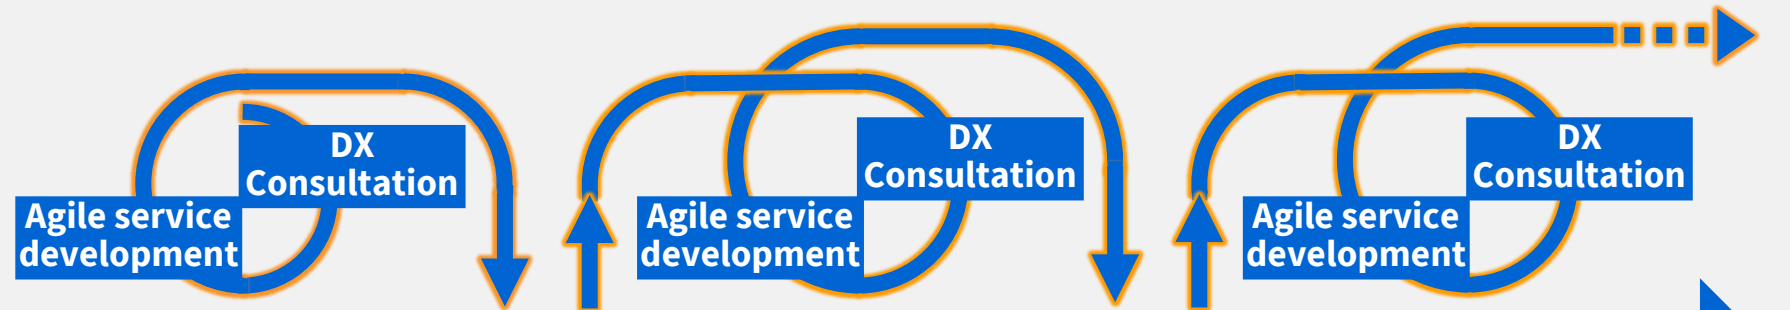 DX
Consultation
Agile service
development
DX
Consultation
Agile service
development
DX
Consultation
Agile service
development